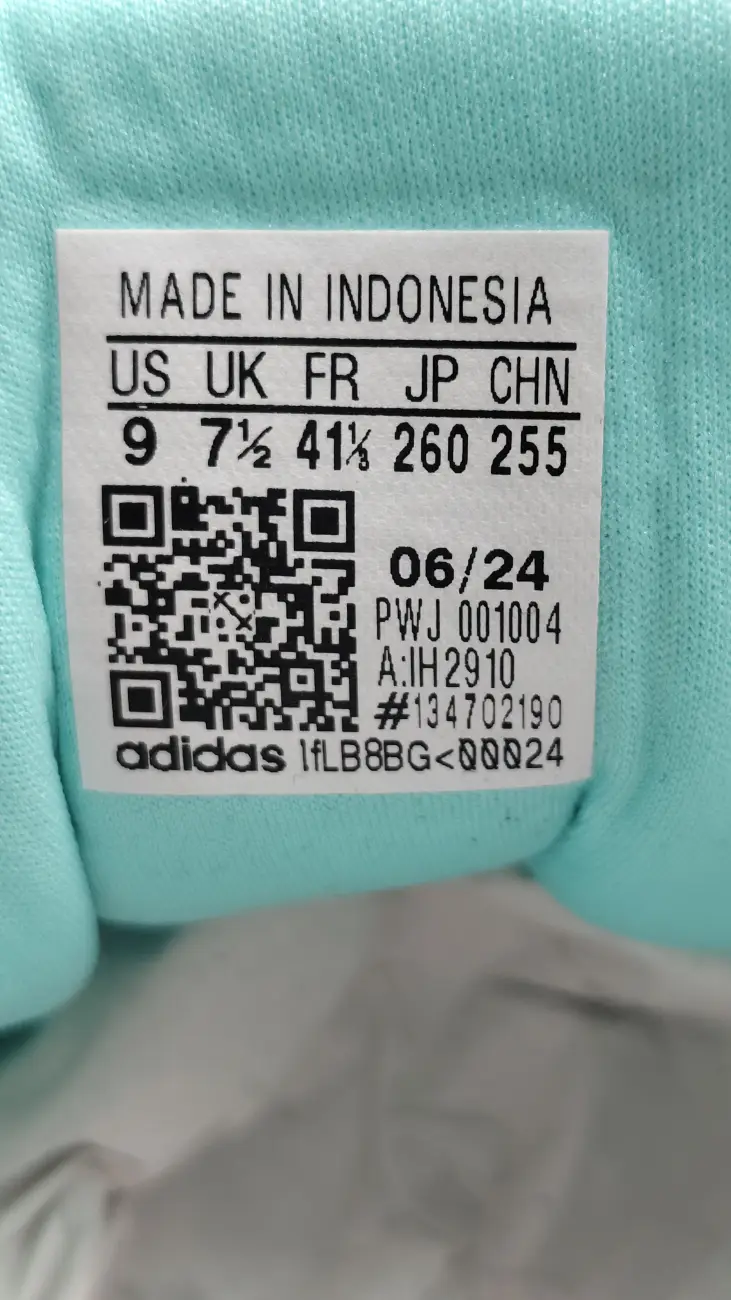 MADE IN INDONESIA
US UK FR JP CHN
9 7½ 41⅓ 260 255
06/24
PWJ 001004
A:IH2910
#134702190
adidas 1fLB8BG<00024